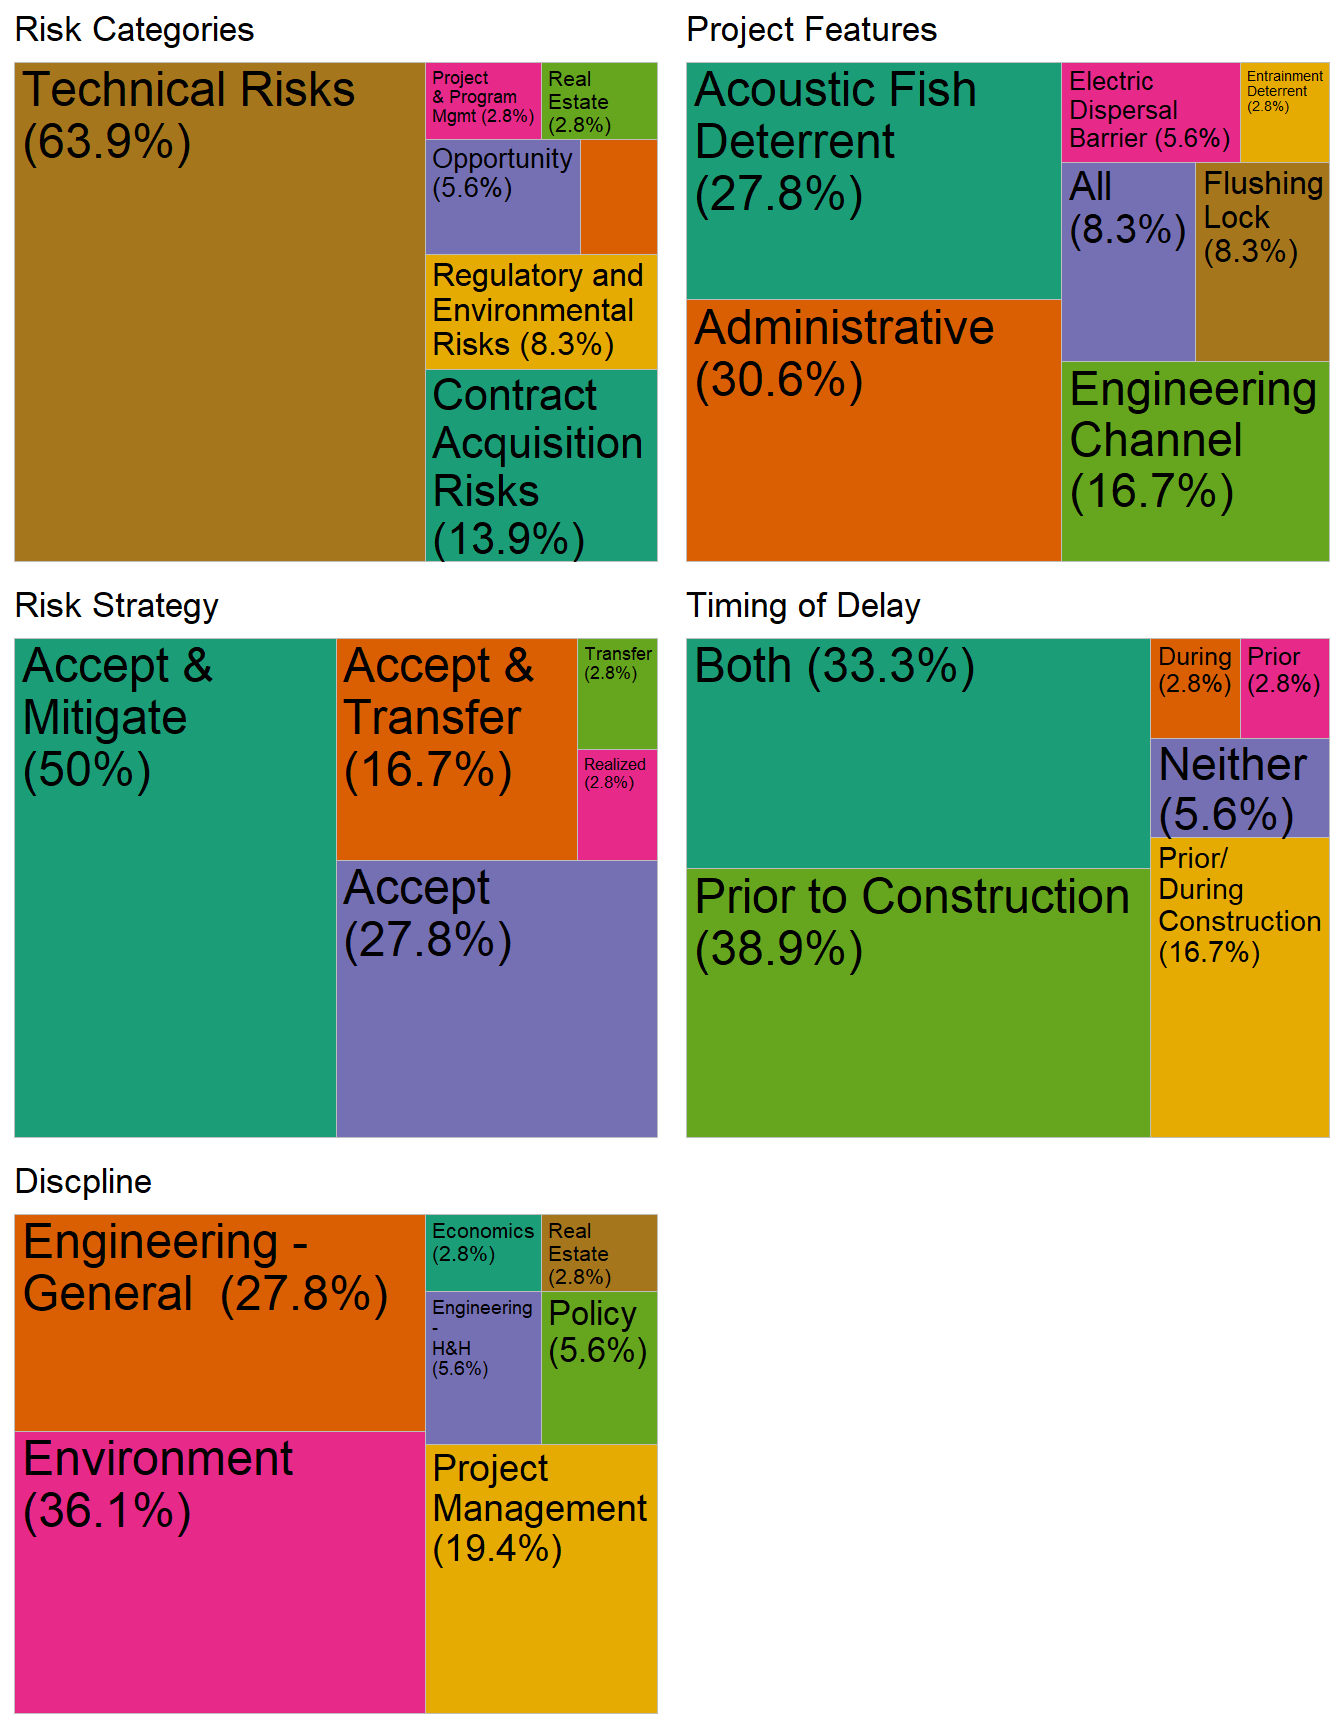 Risk Categories
Technical Risks
(63.9%)
Project
& Program
Mgmt (2.8%)
Real
Estate
(2.8%)
Opportunity
(5.6%)
Regulatory and
Environmental
Risks (8.3%)
Contract
Acquisition
Risks
(13.9%)
Project Features
Acoustic Fish
Deterrent
(27.8%)
Administrative
(30.6%)
Electric
Dispersal
Barrier (5.6%)
Entrainment
Deterrent
(2.8%)
All
(8.3%)
Flushing
Lock
(8.3%)
Engineering
Channel
(16.7%)
Risk Strategy
Accept &
Mitigate
(50%)
Accept &
Transfer
(16.7%)
Transfer
(2.8%)
Realized
(2.8%)
Accept
(27.8%)
Timing of Delay
Both (33.3%)
Prior to Construction
(38.9%)
During
(2.8%)
Prior
(2.8%)
Neither
(5.6%)
Prior/
During
Construction
(16.7%)
Discpline
Engineering -
General  (27.8%)
Environment
(36.1%)
Economics
(2.8%)
Real
Estate
(2.8%)
Engineering
-
H&H
(5.6%)
Policy
(5.6%)
Project
Management
(19.4%)